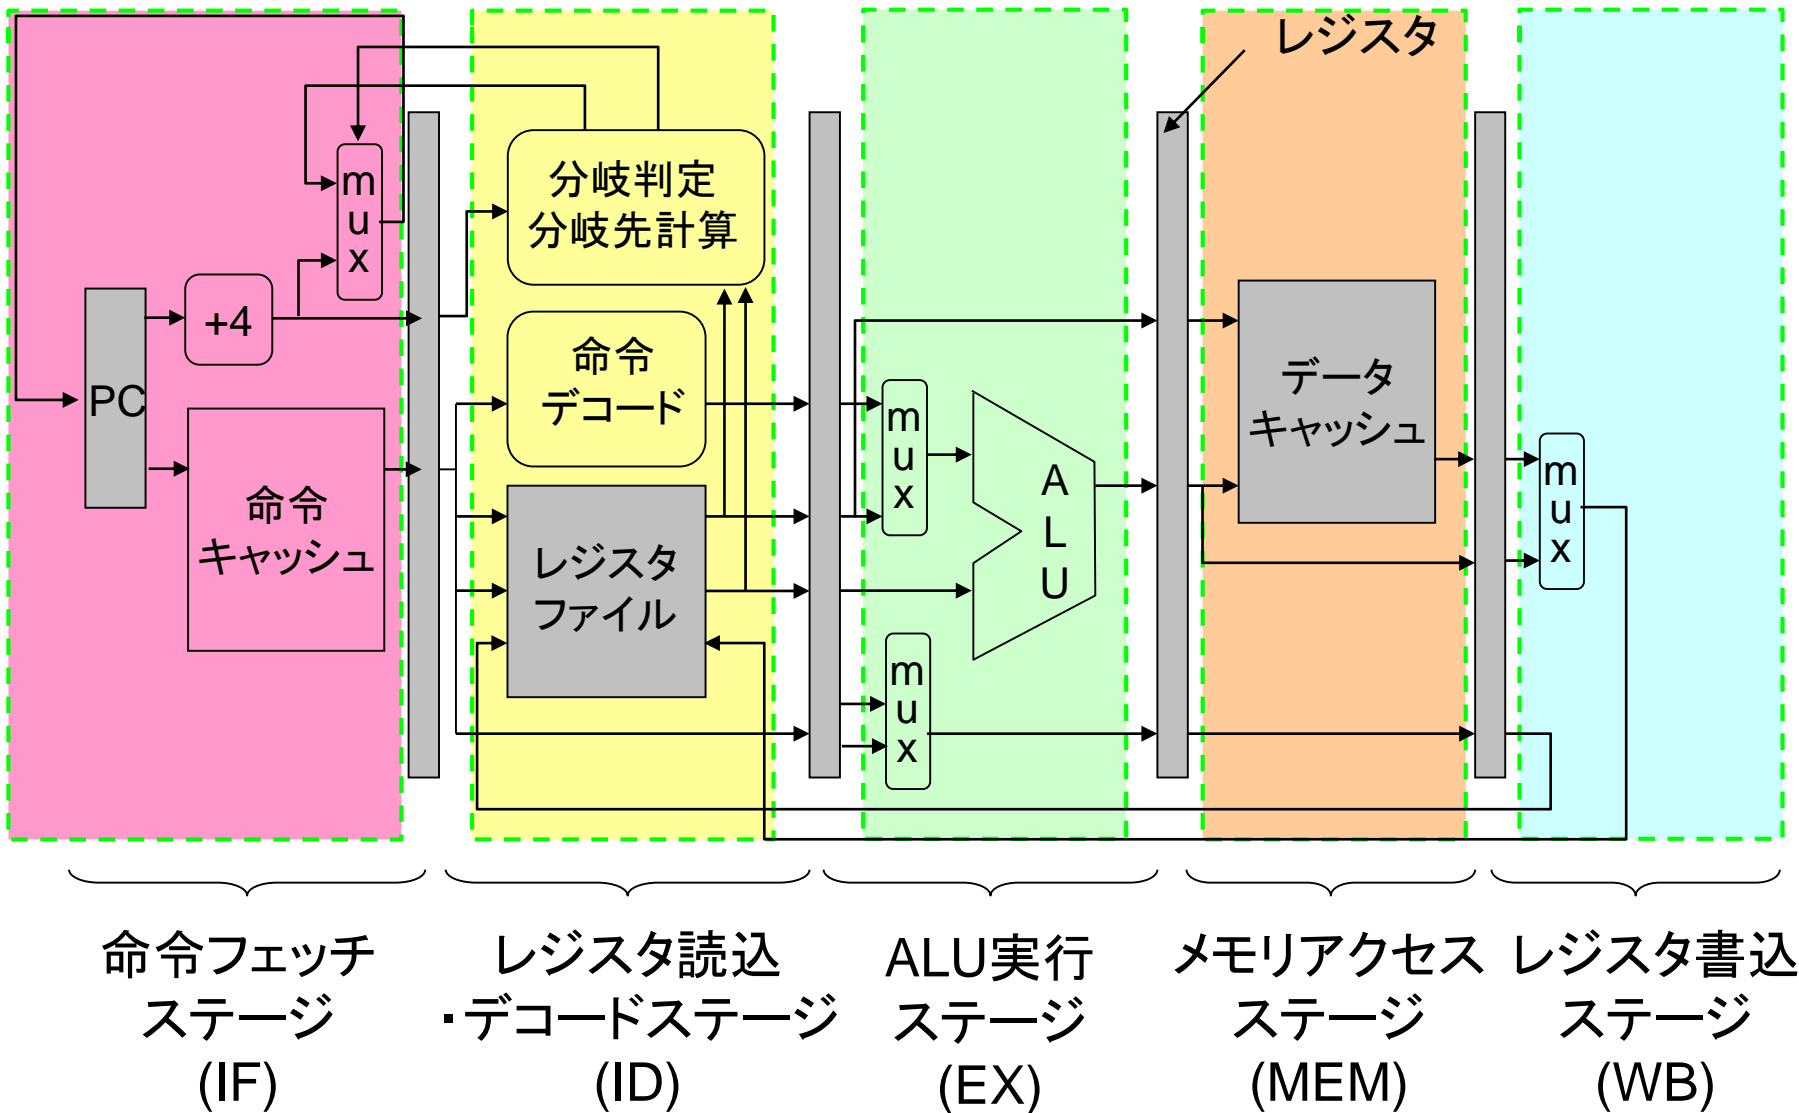 レジスタ
m
u
x
分岐判定
分岐先計算
+4
PC
命令
キャッシュ
命令
デコード
レジスタ
ファイル
m
u
x
A
L
U
m
u
x
データ
キャッシュ
m
u
x
命令フェッチ
ステージ
(IF)
レジスタ読込
・デコードステージ
(ID)
ALU実行
ステージ
(EX)
メモリアクセス
ステージ
(MEM)
レジスタ書込
ステージ
(WB)